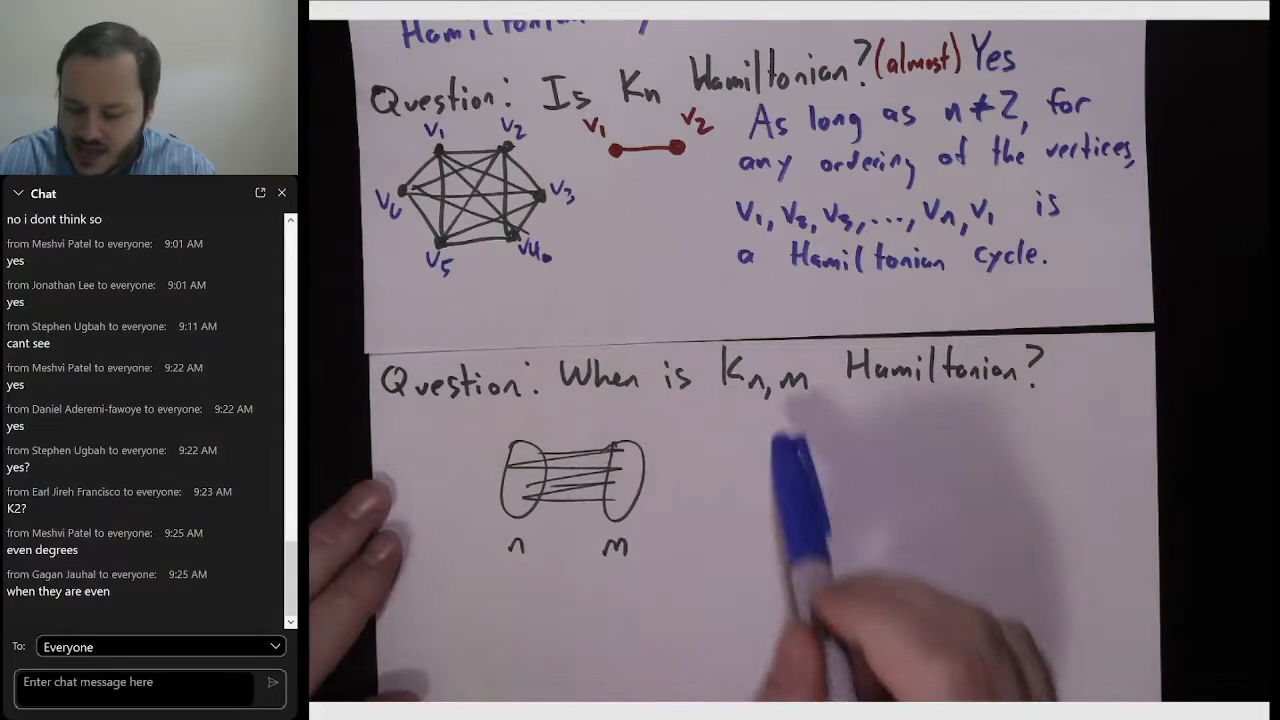 Chat
no i dont think so
from Meshvi Patel to everyone: 9:01 AM
yes
from Jonathan Lee to everyone: 9:01 AM
yes
from Stephen Ugbah to everyone: 9:11 AM
cant see
from Meshvi Patel to everyone: 9:22 AM
yes
from Daniel Aderemi-fawoye to everyone: 9:22 AM
yes
from Stephen Ugbah to everyone: 9:22 AM
yes?
from Earl Jireh Francisco to everyone: 9:23 AM
K2?
from Meshvi Patel to everyone: 9:25 AM
even degrees
from Gagan Jauhal to everyone: 9:25 AM
when they are even
To: Everyone
Enter chat message here
Question: Is Kn Hamiltonian? (almost) Yes
V1 V2
V3
V6
V5 V4
V1 V2
As long as n ≠ 2, for
any ordering of the vertices,
V1, V2, V3, ..., Vn, V1 is
a Hamiltonian cycle.
Question: When is Kn,m Hamiltonian?
n m